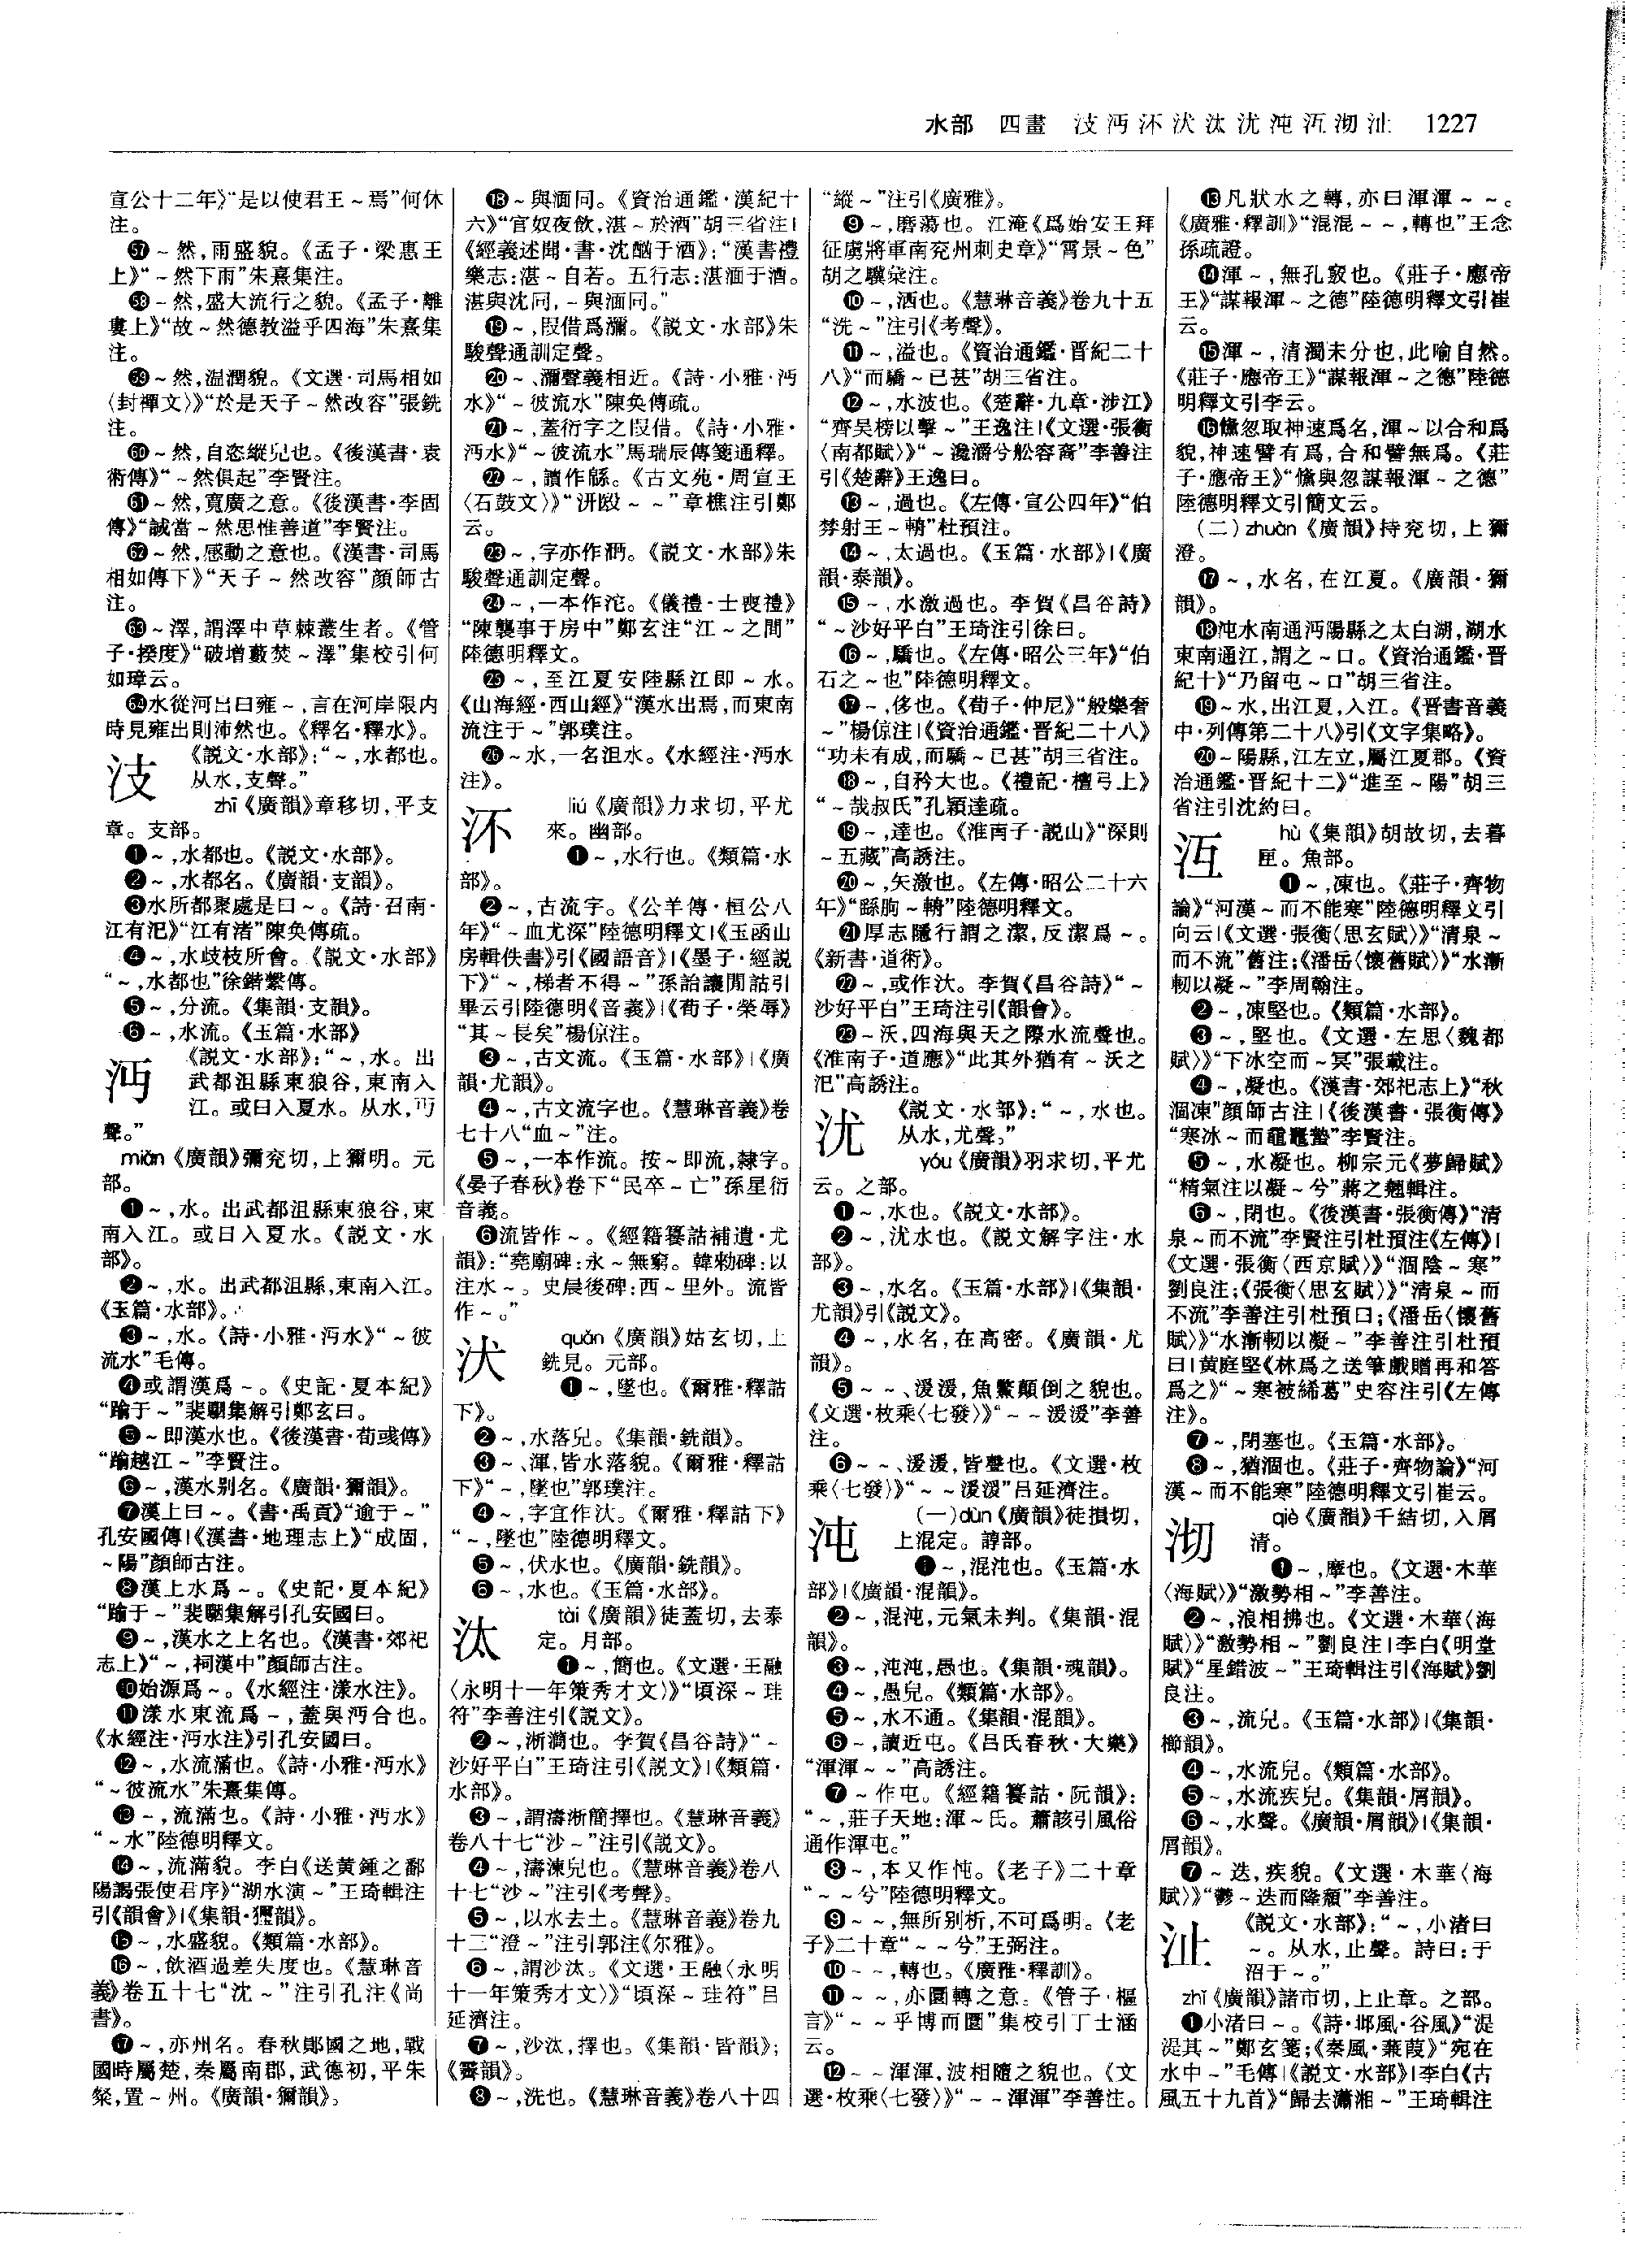 水部 四畫 汥沔沠汱汰沋沌沍沏沚 1227
宣公十二年》“是以使君王～焉”何休
注。
㊼～然，雨盛貌。《孟子·梁惠王
上》“～然下雨”朱熹集注。
㊽～然，盛大流行之貌。《孟子·離
婁上》“故～然德教溢乎四海”朱熹集
注。
～然，温潤貌。《文選·司馬相如
〈封禪文〉》“於是天子～然改容”張銑
注。
～然，自恣縱皃也。《後漢書·袁
術傳》“～然俱起”李賢注。
～然，寬廣之意。《後漢書·李固
傳》“誠當～然思惟善道”李賢注。
～然，感動之意也。《漢書·司馬
相如傳下》“天子～然改容”顔師古
注。
～澤，謂澤中草棘叢生者。《管
子·揆度》“破增藪焚～澤”集校引何
如璋云。
水從河出曰雍～，言在河岸限内
時見雍出則沛然也。《釋名·釋水》。
汥
《説文·水部》：“～，水都也。
从水，支聲。”
zhī《廣韻》章移切，平支
章。支部。
❶～，水都也。《説文·水部》。
❷～，水都名。《廣韻·支韻》。
❸水所都聚處是曰～。《詩·召南·
江有汜》“江有渚”陳奂傳疏。
❹～，水歧枝所會。《説文·水部》
“～，水都也”徐鍇繫傳。
❺～，分流。《集韻·支韻》。
❻～，水流。《玉篇·水部》
沔
《説文·水部》：“～，水。出
武都沮縣東狼谷，東南入
江。或曰入夏水。从水，丏
聲。”
miǎn《廣韻》彌兖切，上獮明。元
部。
❶～，水。出武都沮縣東狼谷，東
南入江。或曰入夏水。《説文·水
部》。
❷～，水。出武都沮縣，東南入江。
《玉篇·水部》。
❸～，水。《詩·小雅·沔水》“～彼
流水”毛傳。
❹或謂漢爲～。《史記·夏本紀》
“踰于～”裴駰集解引鄭玄曰。
❺～即漢水也。《後漢書·荀彧傳》
“踰越江～”李賢注。
❻～，漢水别名。《廣韻·獮韻》。
❼漢上曰～。《書·禹貢》“逾于～”
孔安國傳|《漢書·地理志上》“成固，
～陽”顔師古注。
❽漢上水爲～。《史記·夏本紀》
“踰于～”裴駰集解引孔安國曰。
❾～，漢水之上名也。《漢書·郊祀
志上》“～，祠漢中”顔師古注。
❿始源爲～。《水經注·漾水注》。
⓫漾水東流爲～，蓋與沔合也。
《水經注·沔水注》引孔安國曰。
⓬～，水流滿也。《詩·小雅·沔水》
“～彼流水”朱熹集傳。
⓭～，流滿也。《詩·小雅·沔水》
“～水”陸德明釋文。
⓮～，流滿貌。李白《送黄鍾之鄱
陽謁張使君序》“湖水演～”王琦輯注
引《韻會》|《集韻·獮韻》。
⓯～，水盛貌。《類篇·水部》。
⓰～，飲酒過差失度也。《慧琳音
義》卷五十七“沈～”注引孔注《尚
書》。
⓱～，亦州名。春秋鄖國之地，戰
國時屬楚，秦屬南郡，武德初，平朱
粲，置～州。《廣韻·獮韻》。
⓲～與湎同。《資治通鑑·漢紀十
六》“官奴夜飲，湛～於酒”胡三省注|
《經義述聞·書·沈酗于酒》：“漢書禮
樂志：湛～自若。五行志：湛湎于酒。
湛與沈同，～與湎同。”
⓳～，叚借爲瀰。《説文·水部》朱
駿聲通訓定聲。
⓴～、瀰聲義相近。《詩·小雅·沔
水》“～彼流水”陳奂傳疏。
㉑～，蓋衍字之叚借。《詩·小雅·
沔水》“～彼流水”馬瑞辰傳箋通釋。
㉒～，讀作緜。《古文苑·周宣王
〈石鼓文〉》“汧殹～～”章樵注引鄭
云。
㉓～，字亦作㴐。《説文·水部》朱
駿聲通訓定聲。
㉔～，一本作沱。《儀禮·士喪禮》
“陳襲事于房中”鄭玄注“江～之間”
陸德明釋文。
㉕～，至江夏安陸縣江即～水。
《山海經·西山經》“漢水出焉，而東南
流注于～”郭璞注。
㉖～水，一名沮水。《水經注·沔水
注》。
liú《廣韻》力求切，平尤
來。幽部。
❶～，水行也。《類篇·水
部》。
❷～，古流字。《公羊傳·桓公八
年》“～血尤深”陸德明釋文|《玉函山
房輯佚書》引《國語音》|《墨子·經説
下》“～，梯者不得～”孫詒讓閒詁引
畢云引陸德明《音義》|《荀子·榮辱》
“其～長矣”楊倞注。
❸～，古文流。《玉篇·水部》|《廣
韻·尤韻》。
❹～，古文流字也。《慧琳音義》卷
七十八“血～”注。
❺～，一本作流。按～即流，隸字。
《晏子春秋》卷下“民卒～亡”孫星衍
音義。
❻流皆作～。《經籍籑詁補遺·尤
韻》：“堯廟碑：永～無窮。韓勑碑：以
注水～。史晨後碑：西～里外。流皆
作～。”
汱
quǎn《廣韻》姑玄切，上
銑見。元部。
❶～，墜也。《爾雅·釋詁
下》。
❷～，水落皃。《集韻·銑韻》。
❸～、渾，皆水落貌。《爾雅·釋詁
下》“～，墜也”郭璞注。
❹～，字宜作汏。《爾雅·釋詁下》
“～，墜也”陸德明釋文。
❺～，伏水也。《廣韻·銑韻》。
❻～，水也。《玉篇·水部》。
汰
tài《廣韻》徒蓋切，去泰
定。月部。
❶～，簡也。《文選·王融
〈永明十一年策秀才文〉》“頃深～珪
符”李善注引《説文》。
❷～，淅澗也。李賀《昌谷詩》“～
沙好平白”王琦注引《説文》|《類篇·
水部》。
❸～，謂濤淅簡擇也。《慧琳音義》
卷八十七“沙～”注引《説文》。
❹～，濤湅皃也。《慧琳音義》卷八
十七“沙～”注引《考聲》。
❺～，以水去土。《慧琳音義》卷九
十二“澄～”注引郭注《尔雅》。
❻～，謂沙汰。《文選·王融〈永明
十一年策秀才文〉》“頃深～珪符”吕
延濟注。
❼～，沙汰，擇也。《集韻·皆韻》；
《霽韻》。
❽～，洗也。《慧琳音義》卷八十四
“縱～”注引《廣雅》。
❾～，磨蕩也。江淹《爲始安王拜
征虜將軍南兖州刺史章》“霄景～色”
胡之驥彙注。
❿～，洒也。《慧琳音義》卷九十五
“洗～”注引《考聲》。
⓫～，溢也。《資治通鑑·晋紀二十
八》“而驕～已甚”胡三省注。
⓬～，水波也。《楚辭·九章·涉江》
“齊吴榜以擊～”王逸注|《文選·張衡
〈南都賦〉》“～瀺灂兮船容裔”李善注
引《楚辭》王逸曰。
⓭～，過也。《左傳·宣公四年》“伯
棼射王～輈”杜預注。
⓮～，太過也。《玉篇·水部》|《廣
韻·泰韻》。
⓯～，水激過也。李賀《昌谷詩》
“～沙好平白”王琦注引徐曰。
⓰～，驕也。《左傳·昭公三年》“伯
石之～也”陸德明釋文。
⓱～，侈也。《荀子·仲尼》“般樂奢
～”楊倞注|《資治通鑑·晋紀二十八》
“功未有成，而驕～已甚”胡三省注。
⓲～，自矜大也。《禮記·檀弓上》
“～哉叔氏”孔穎達疏。
⓳～，達也。《淮南子·説山》“深則
～五藏”高誘注。
⓴～，矢激也。《左傳·昭公二十六
年》“繇朐～輈”陸德明釋文。
㉑厚志隱行謂之潔，反潔爲～。
《新書·道術》。
㉒～，或作汏。李賀《昌谷詩》“～
沙好平白”王琦注引《韻會》。
㉓～沃，四海與天之際水流聲也。
《淮南子·道應》“此其外猶有～沃之
汜”高誘注。
沋
《説文·水部》：“～，水也。
从水，尤聲。”
yóu《廣韻》羽求切，平尤
云。之部。
❶～，水也。《説文·水部》。
❷～，沋水也。《説文解字注·水
部》。
❸～，水名。《玉篇·水部》|《集韻·
尤韻》引《説文》。
❹～，水名，在高密。《廣韻·尤
韻》。
❺～～、湲湲，魚鱉顛倒之貌也。
《文選·枚乘〈七發〉》“～～湲湲”李善
注。
❻～～、湲湲，皆聲也。《文選·枚
乘〈七發〉》“～～湲湲”吕延濟注。
沌
（一）dùn《廣韻》徒損切，
上混定。諄部。
❶～，混沌也。《玉篇·水
部》|《廣韻·混韻》。
❷～，混沌，元氣未判。《集韻·混
韻》。
❸～，沌沌，愚也。《集韻·魂韻》。
❹～，愚皃。《類篇·水部》。
❺～，水不通。《集韻·混韻》。
❻～，讀近屯。《吕氏春秋·大樂》
“渾渾～～”高誘注。
❼～作屯。《經籍籑詁·阮韻》：
“～，莊子天地：渾～氏。蕭該引風俗
通作渾屯。”
❽～，本又作忳。《老子》二十章
“～～兮”陸德明釋文。
❾～～，無所别析，不可爲明。《老
子》二十章“～～兮”王弼注。
❿～～，轉也。《廣雅·釋訓》。
⓫～～，亦圜轉之意。《管子·樞
言》“～～乎博而圜”集校引丁士涵
云。
⓬～～渾渾，波相隨之貌也。《文
選·枚乘〈七發〉》“～～渾渾”李善注。
⓭凡狀水之轉，亦曰渾渾～～。
《廣雅·釋訓》“混混～～，轉也”王念
孫疏證。
⓮渾～，無孔竅也。《莊子·應帝
王》“謀報渾～之德”陸德明釋文引崔
云。
⓯渾～，清濁未分也，此喻自然。
《莊子·應帝王》“謀報渾～之德”陸德
明釋文引李云。
⓰儵忽取神速爲名，渾～以合和爲
貌，神速譬有爲，合和譬無爲。《莊
子·應帝王》“儵與忽謀報渾～之德”
陸德明釋文引簡文云。
（二）zhuàn《廣韻》持兖切，上獮
澄。
⓱～，水名，在江夏。《廣韻·獮
韻》。
⓲沌水南通沔陽縣之太白湖，湖水
東南通江，謂之～口。《資治通鑑·晋
紀十》“乃留屯～口”胡三省注。
⓳～水，出江夏，入江。《晋書音義
中·列傳第二十八》引《文字集略》。
⓴～陽縣，江左立，屬江夏郡。《資
治通鑑·晋紀十二》“進至～陽”胡三
省注引沈約曰。
沍
hù《集韻》胡故切，去暮
匣。魚部。
❶～，凍也。《莊子·齊物
論》“河漢～而不能寒”陸德明釋文引
向云|《文選·張衡〈思玄賦〉》“清泉～
而不流”舊注；《潘岳〈懷舊賦〉》“水漸
軔以凝～”李周翰注。
❷～，凍堅也。《類篇·水部》。
❸～，堅也。《文選·左思〈魏都
賦〉》“下冰空而～冥”張載注。
❹～，凝也。《漢書·郊祀志上》“秋
涸凍”顔師古注|《後漢書·張衡傳》
“寒冰～而黿鼉蟄”李賢注。
❺～，水凝也。柳宗元《夢歸賦》
“精氣注以凝～兮”蔣之翹輯注。
❻～，閉也。《後漢書·張衡傳》“清
泉～而不流”李賢注引杜預注《左傳》|
《文選·張衡〈西京賦〉》“涸陰～寒”
劉良注；《張衡〈思玄賦〉》“清泉～而
不流”李善注引杜預曰；《潘岳〈懷舊
賦〉》“水漸軔以凝～”李善注引杜預
曰|黄庭堅《林爲之送筆戲贈再和答
爲之》“～寒被絺葛”史容注引《左傳
注》。
❼～，閉塞也。《玉篇·水部》。
❽～，猶涸也。《莊子·齊物論》“河
漢～而不能寒”陸德明釋文引崔云。
沏
qiè《廣韻》千結切，入屑
清。
❶～，摩也。《文選·木華
〈海賦〉》“激勢相～”李善注。
❷～，浪相拂也。《文選·木華〈海
賦〉》“激勢相～”劉良注|李白《明堂
賦》“星錯波～”王琦輯注引《海賦》劉
良注。
❸～，流皃。《玉篇·水部》|《集韻·
櫛韻》。
❹～，水流皃。《類篇·水部》。
❺～，水流疾皃。《集韻·屑韻》。
❻～，水聲。《廣韻·屑韻》|《集韻·
屑韻》。
❼～迭，疾貌。《文選·木華〈海
賦〉》“鬱～迭而隆頹”李善注。
沚
《説文·水部》：“～，小渚曰
～。从水，止聲。詩曰：于
沼于～。”
zhǐ《廣韻》諸市切，上止章。之部。
❶小渚曰～。《詩·邶風·谷風》“湜
湜其～”鄭玄箋；《秦風·蒹葭》“宛在
水中～”毛傳|《説文·水部》|李白《古
風五十九首》“歸去瀟湘～”王琦輯注